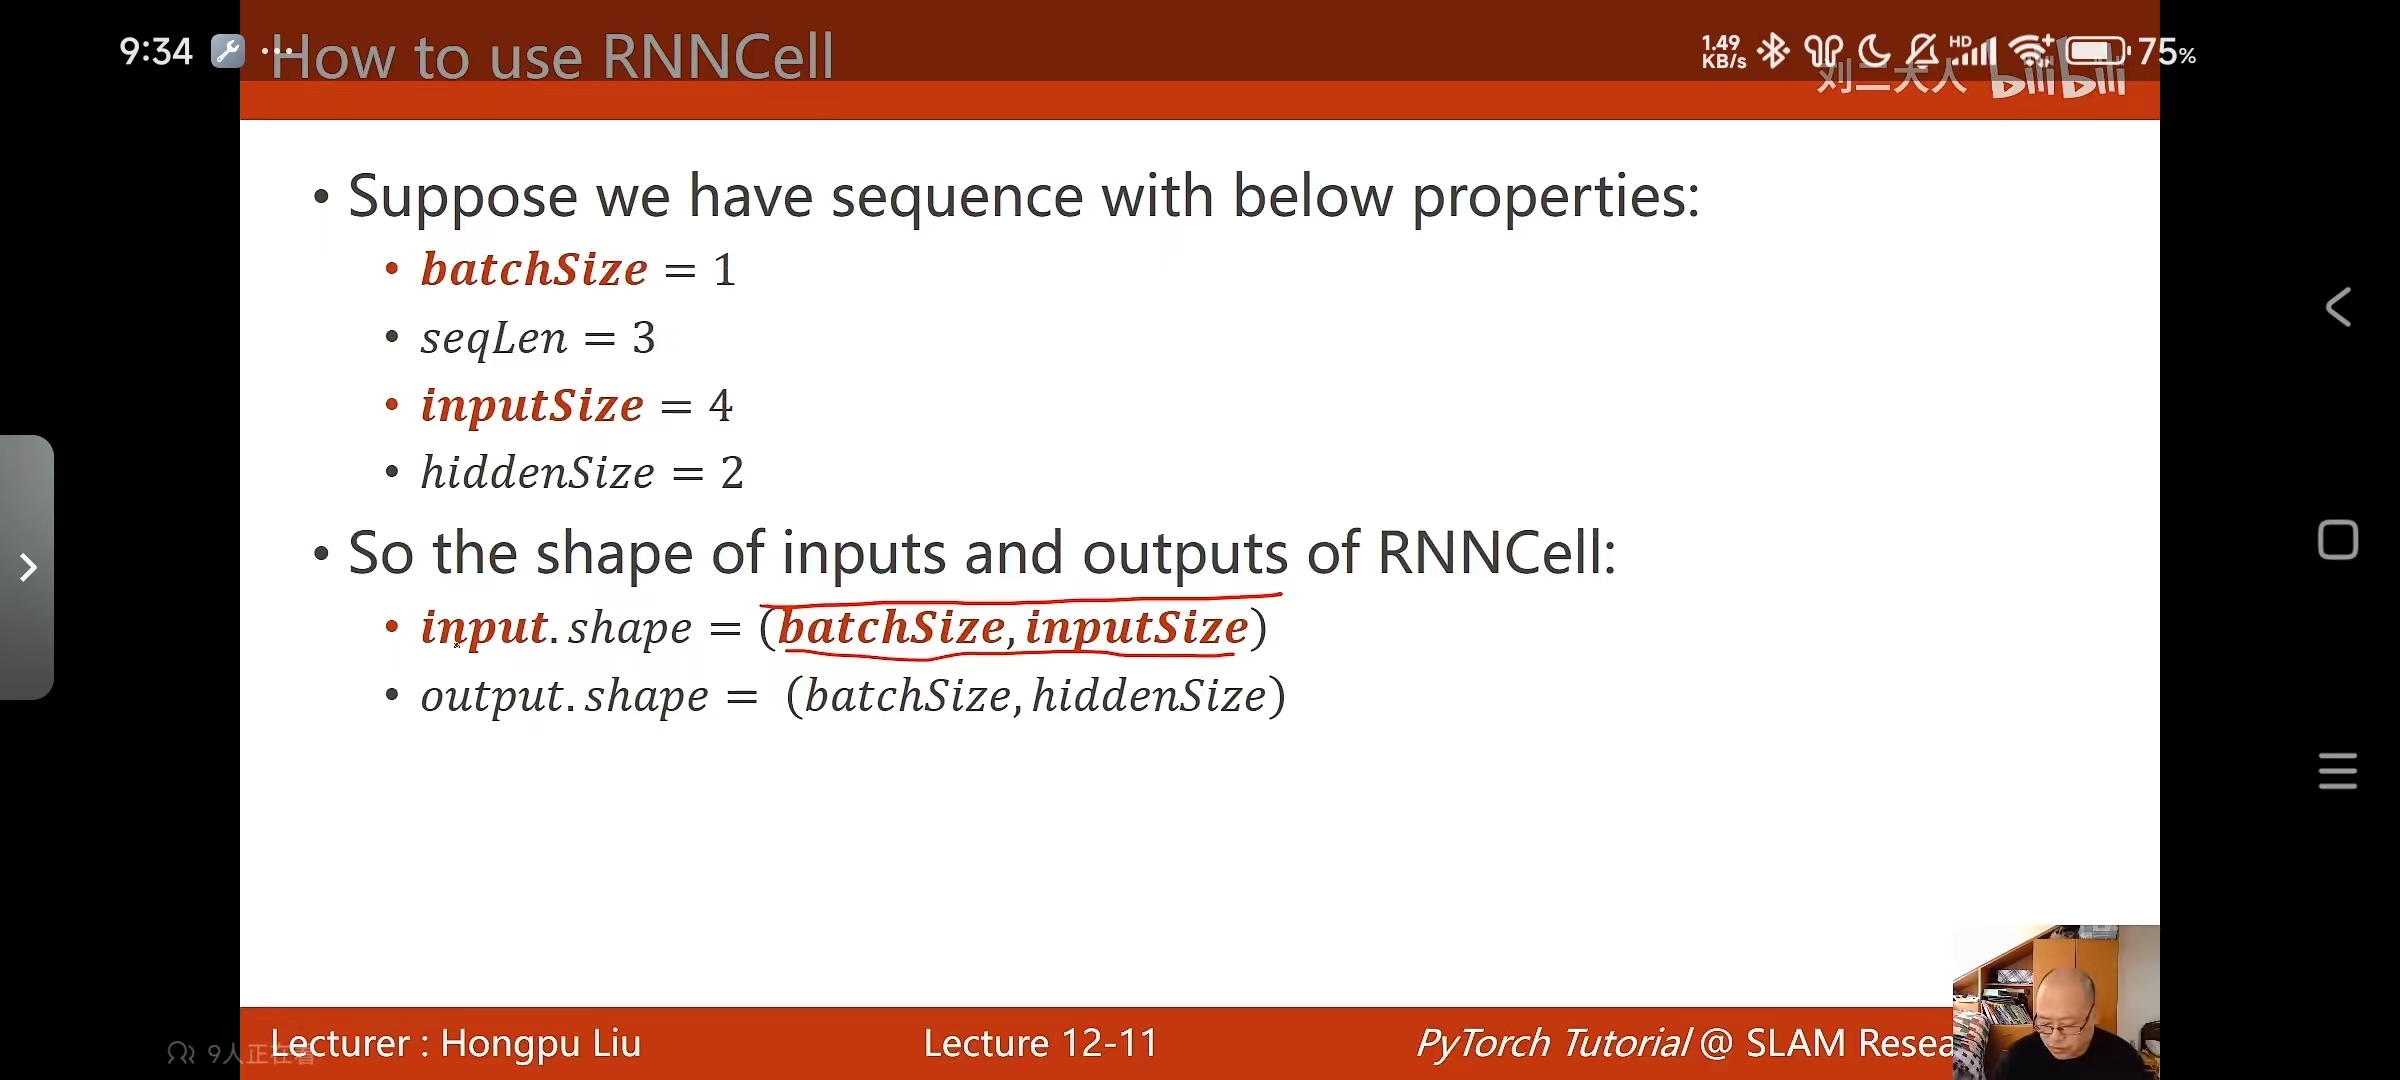 9:34 ... 1.49 KB/s HD 75%
How to use RNNCell
刘二大人 bilibili
• Suppose we have sequence with below properties:
• batchSize = 1
• seqLen = 3
• inputSize = 4
• hiddenSize = 2
• So the shape of inputs and outputs of RNNCell:
• input.shape = (batchSize, inputSize)
• output.shape = (batchSize, hiddenSize)
9人正在看
Lecturer : Hongpu Liu Lecture 12-11 PyTorch Tutorial @ SLAM Resea